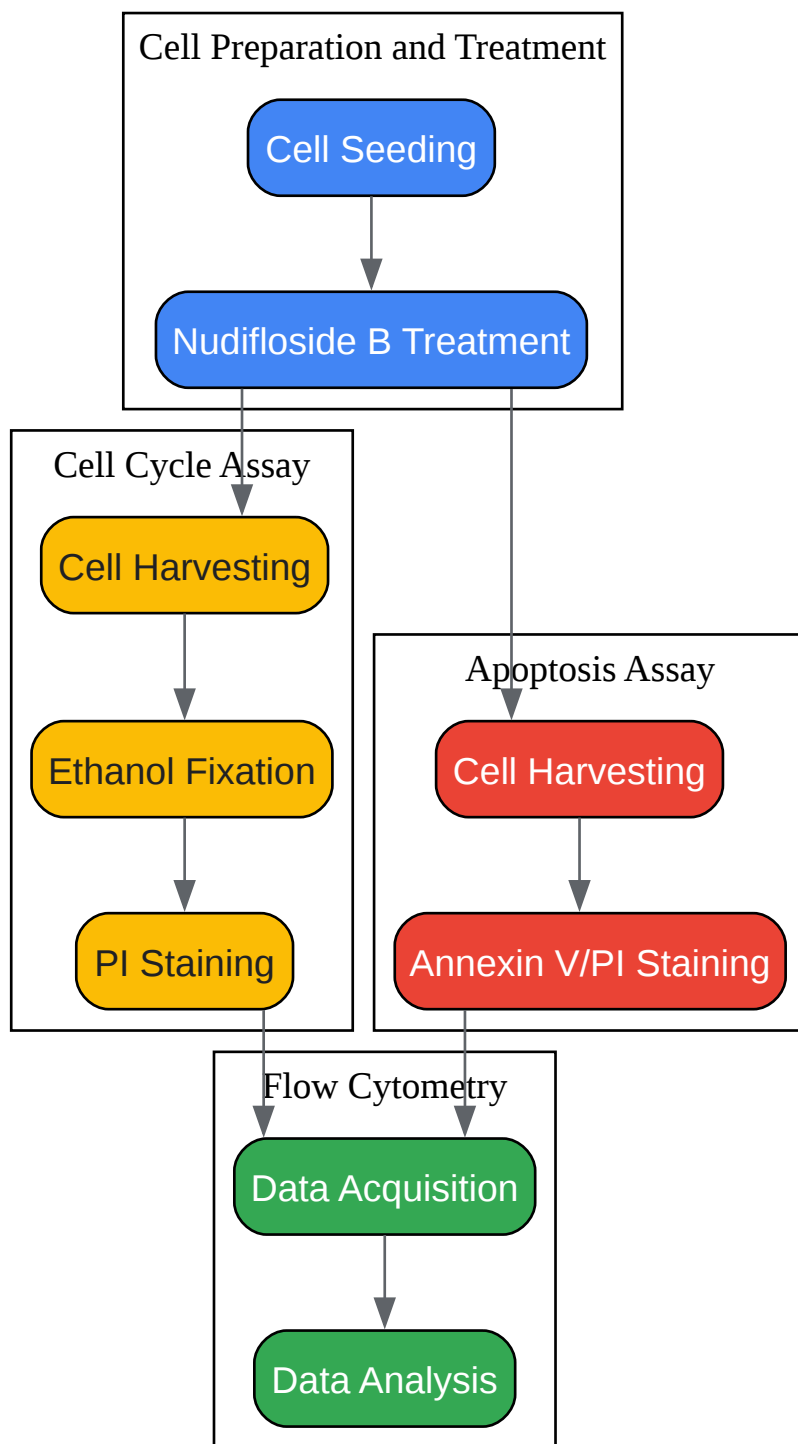 Cell Preparation and Treatment
Cell Seeding
Nudifloside B Treatment
Cell Cycle Assay
Cell Harvesting
Ethanol Fixation
PI Staining
Apoptosis Assay
Cell Harvesting
Annexin V/PI Staining
Flow Cytometry
Data Acquisition
Data Analysis